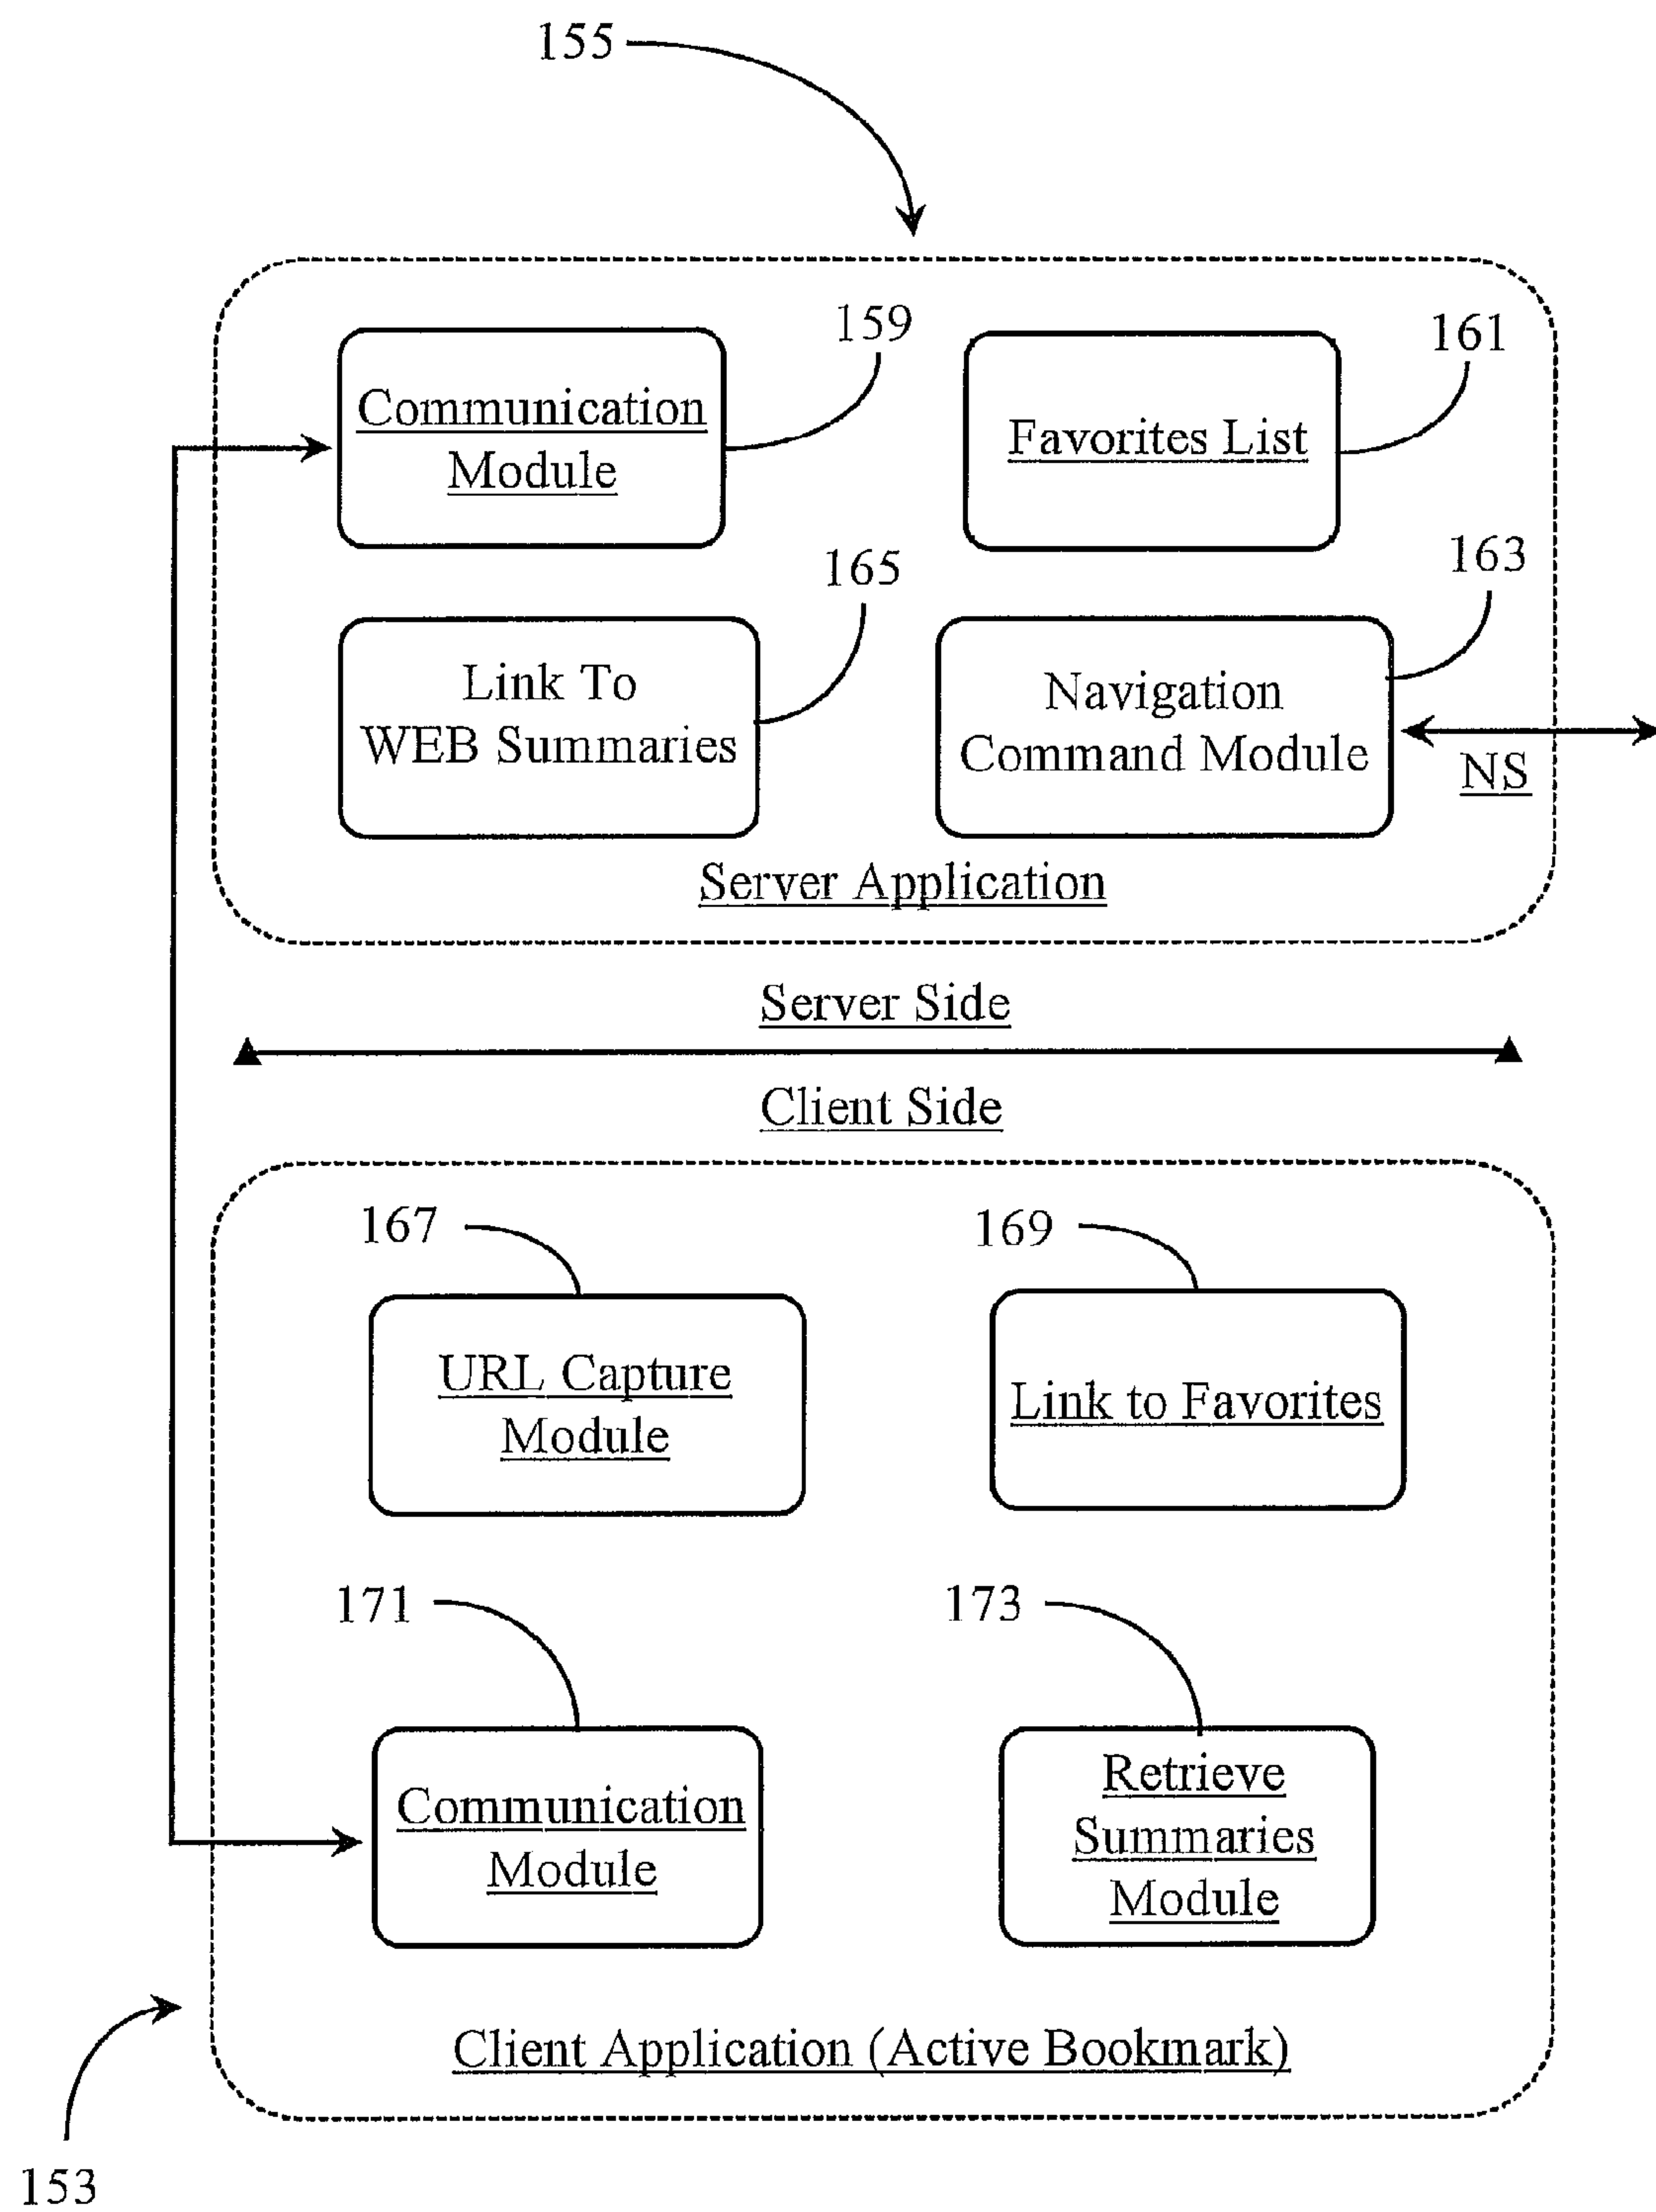 155
159
161
Communication
Module
Favorites List
165
163
Link To
WEB Summaries
Navigation
Command Module
NS
Server Application
Server Side
Client Side
167
169
URL Capture
Module
Link to Favorites
171
173
Communication
Module
Retrieve
Summaries
Module
Client Application (Active Bookmark)
153